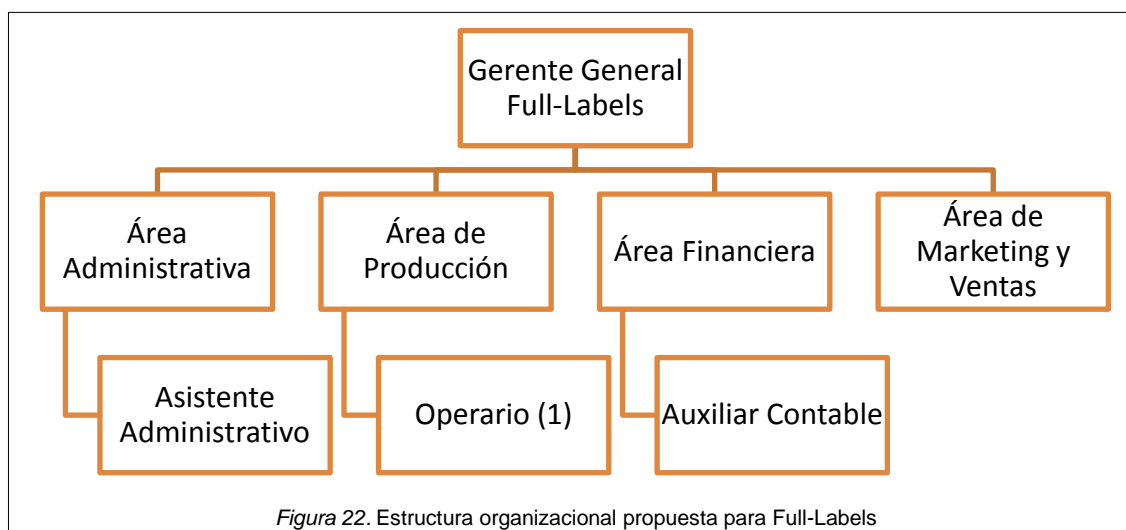 Gerente General
Full-Labels
Área
Administrativa
Área de
Producción
Área Financiera
Área de
Marketing y
Ventas
Asistente
Administrativo
Operario (1)
Auxiliar Contable
Figura 22. Estructura organizacional propuesta para Full-Labels